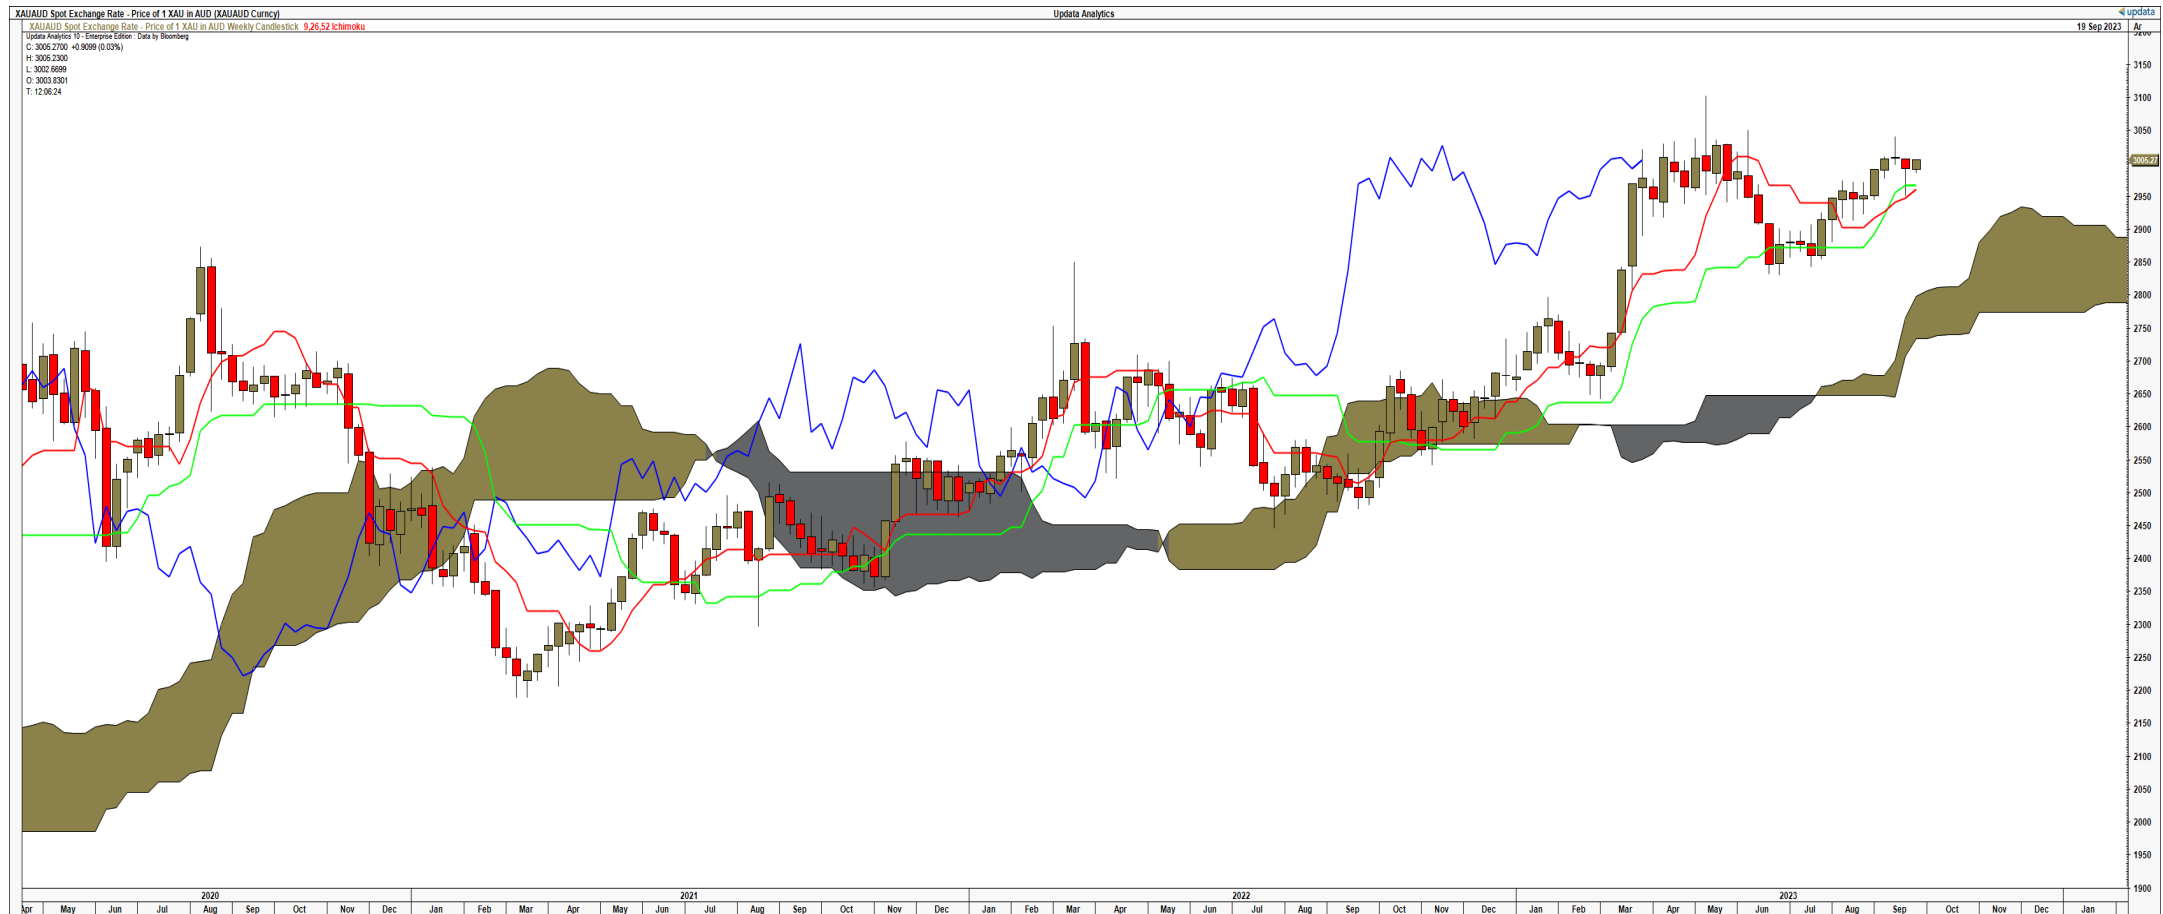 XAUAUD Spot Exchange Rate - Price of 1 XAU in AUD (XAUAUD Curncy)
Updata Analytics
updata
XAUAUD Spot Exchange Rate - Price of 1 XAU in AUD Weekly Candlestick 9,26,52 Ichimoku
19 Sep 2023
Ar
Updata Analytics 10 - Enterprise Edition : Data by Bloomberg
C: 3005.2700 +0.9099 (0.03%)
H: 3005.2300
L: 3002.6699
O: 3003.8301
T: 12:06:24
3200
3150
3100
3050
3005.27
2950
2900
2850
2800
2750
2700
2650
2600
2550
2500
2450
2400
2350
2300
2250
2200
2150
2100
2050
2000
1950
1900
2020 2021 2022 2023
Apr May Jun Jul Aug Sep Oct Nov Dec Jan Feb Mar Apr May Jun Jul Aug Sep Oct Nov Dec Jan Feb Mar Apr May Jun Jul Aug Sep Oct Nov Dec Jan Feb Mar Apr May Jun Jul Aug Sep Oct Nov Dec Jan